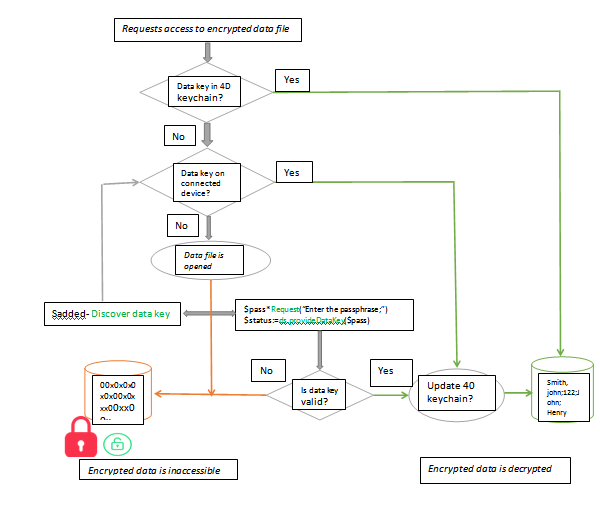 Requests access to encrypted data file
Data key in 4D
keychain?
Yes
No
Data key on
connected
device?
Yes
No
Data file is
opened
$added- Discover data key
$pass* Request("Enter the passphrase;")
$status:=ds.provideDataKey($pass)
No
Is data key
valid?
Yes
Update 40
keychain?
00x0x0x0
x0x00x0x
xx00xx0
Smith,
john;122;J
ohn;
Henry
Encrypted data is inaccessible
Encrypted data is decrypted